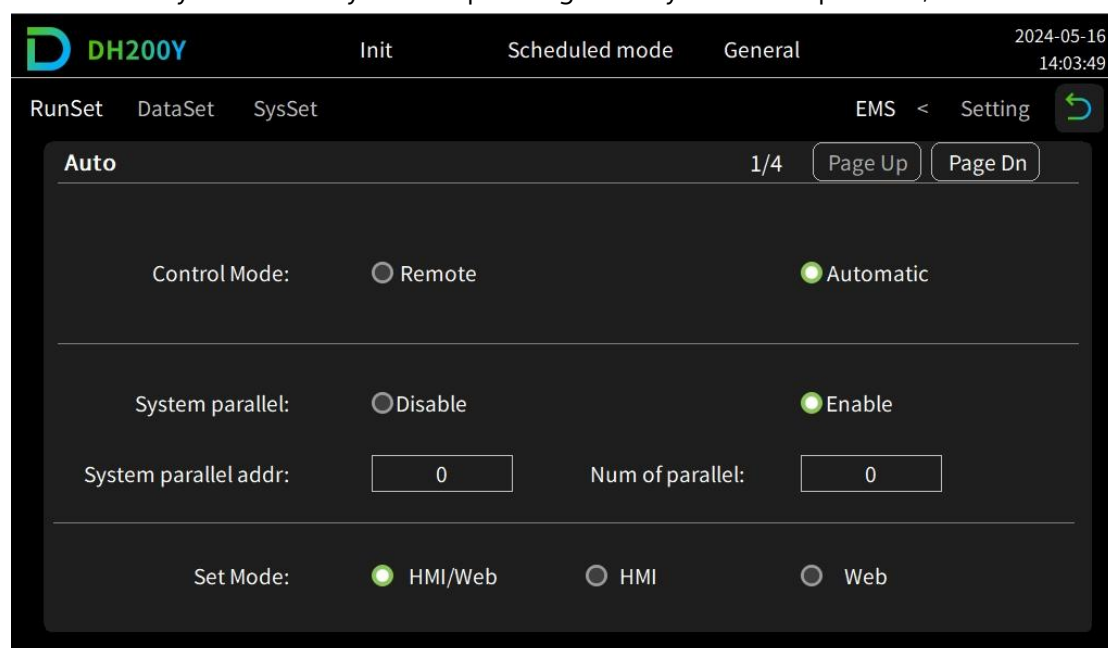 DH200Y Init Scheduled mode General 2024-05-16
14:03:49
RunSet DataSet SysSet EMS < Setting
Auto 1/4 Page Up Page Dn
Control Mode: Remote Automatic
System parallel: Disable Enable
System parallel addr: 0 Num of parallel: 0
Set Mode: HMI/Web HMI Web